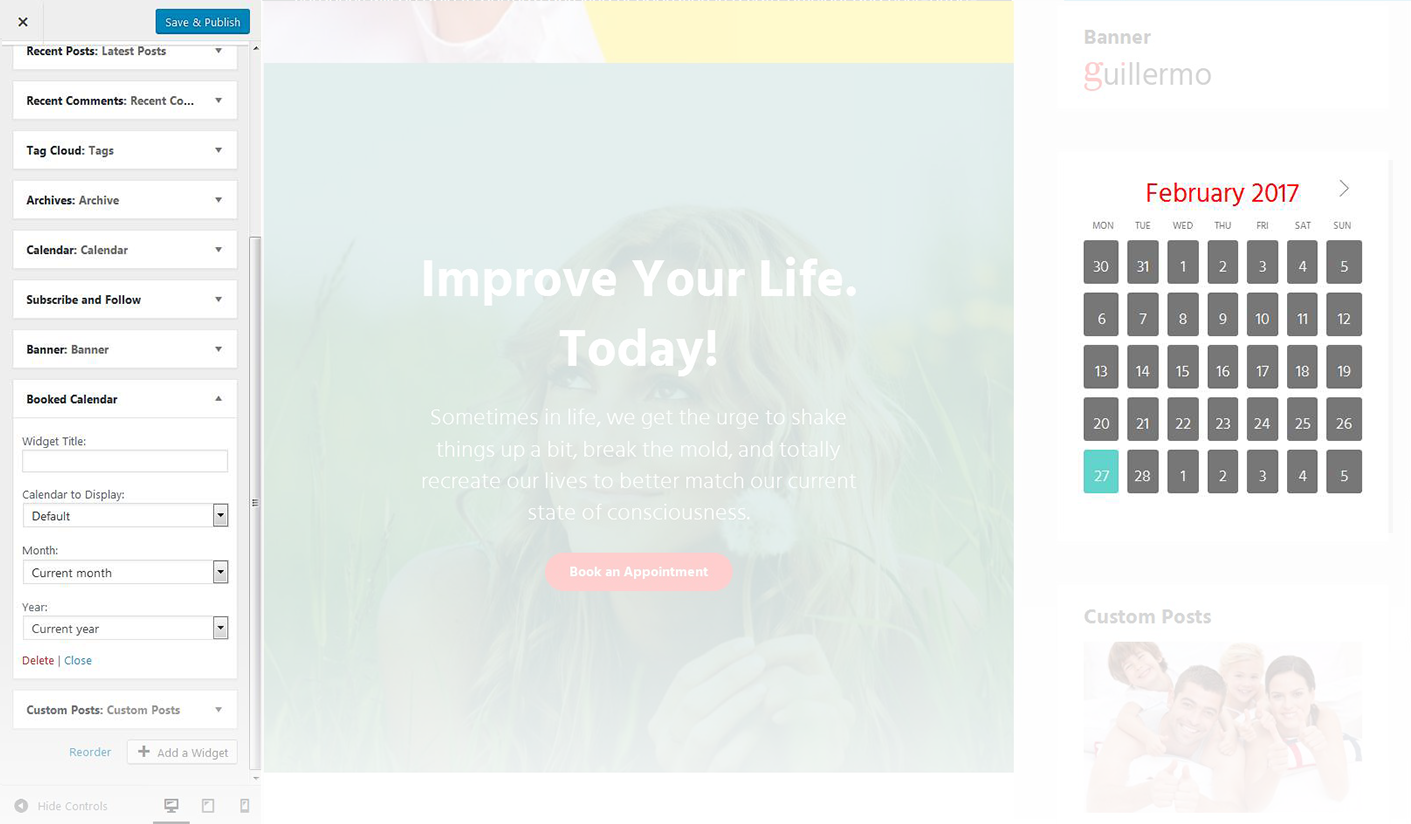 Save & Publish
Recent Posts: Latest Posts
Recent Comments: Recent Co...
Tag Cloud: Tags
Archives: Archive
Calendar: Calendar
Subscribe and Follow
Banner: Banner
Booked Calendar
Widget Title:
Calendar to Display:
Default
Month:
Current month
Year:
Current year
Delete | Close
Custom Posts: Custom Posts
Reorder
Add a Widget
Hide Controls
Improve Your Life.
Today!
Sometimes in life, we get the urge to shake
things up a bit, break the mold, and totally
recreate our lives to better match our current
state of consciousness.
Book an Appointment
Banner
guillermo
February 2017
MON TUE WED THU FRI SAT SUN
30 31 1 2 3 4 5
6 7 8 9 10 11 12
13 14 15 16 17 18 19
20 21 22 23 24 25 26
27 28 1 2 3 4 5
Custom Posts